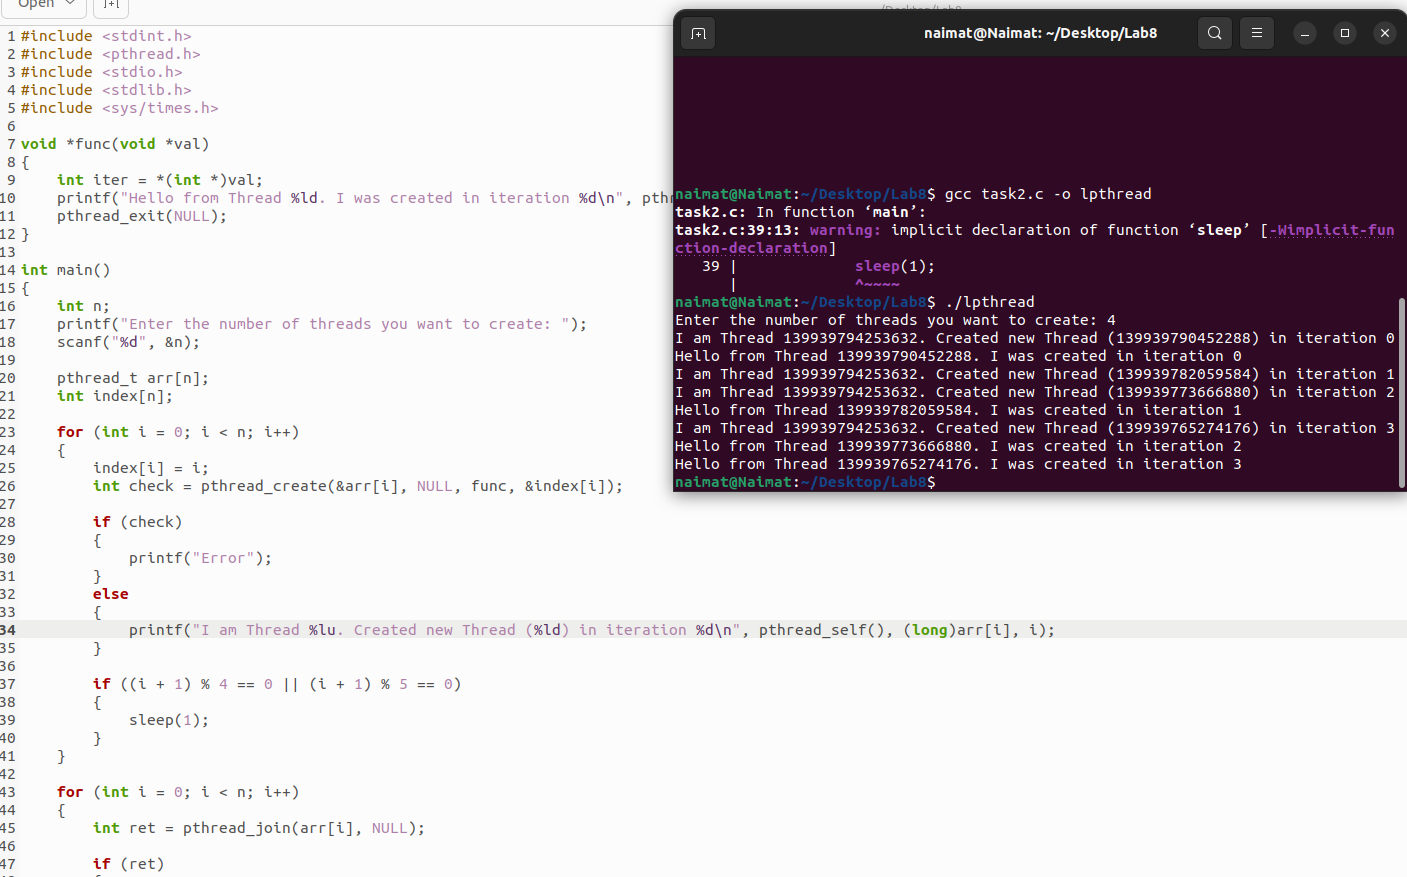 Open
~/Desktop/Lab8
1 #include <stdint.h>
2 #include <pthread.h>
3 #include <stdio.h>
4 #include <stdlib.h>
5 #include <sys/times.h>
6
7 void *func(void *val)
8 {
9     int iter = *(int *)val;
10     printf("Hello from Thread %ld. I was created in iteration %d\n", pth
11     pthread_exit(NULL);
12 }
13
14 int main()
15 {
16     int n;
17     printf("Enter the number of threads you want to create: ");
18     scanf("%d", &n);
19
20     pthread_t arr[n];
21     int index[n];
22
23     for (int i = 0; i < n; i++)
24     {
25         index[i] = i;
26         int check = pthread_create(&arr[i], NULL, func, &index[i]);
27
28         if (check)
29         {
30             printf("Error");
31         }
32         else
33         {
34             printf("I am Thread %lu. Created new Thread (%ld) in iteration %d\n", pthread_self(), (long)arr[i], i);
35         }
36
37         if ((i + 1) % 4 == 0 || (i + 1) % 5 == 0)
38         {
39             sleep(1);
40         }
41     }
42
43     for (int i = 0; i < n; i++)
44     {
45         int ret = pthread_join(arr[i], NULL);
46
47         if (ret)
naimat@Naimat: ~/Desktop/Lab8
naimat@Naimat:~/Desktop/Lab8$ gcc task2.c -o lpthread
task2.c: In function ‘main’:
task2.c:39:13: warning: implicit declaration of function ‘sleep’ [-Wimplicit-fun
ction-declaration]
   39 |             sleep(1);
      |             ^~~~~
naimat@Naimat:~/Desktop/Lab8$ ./lpthread
Enter the number of threads you want to create: 4
I am Thread 139939794253632. Created new Thread (139939790452288) in iteration 0
Hello from Thread 139939790452288. I was created in iteration 0
I am Thread 139939794253632. Created new Thread (139939782059584) in iteration 1
I am Thread 139939794253632. Created new Thread (139939773666880) in iteration 2
Hello from Thread 139939782059584. I was created in iteration 1
I am Thread 139939794253632. Created new Thread (139939765274176) in iteration 3
Hello from Thread 139939773666880. I was created in iteration 2
Hello from Thread 139939765274176. I was created in iteration 3
naimat@Naimat:~/Desktop/Lab8$